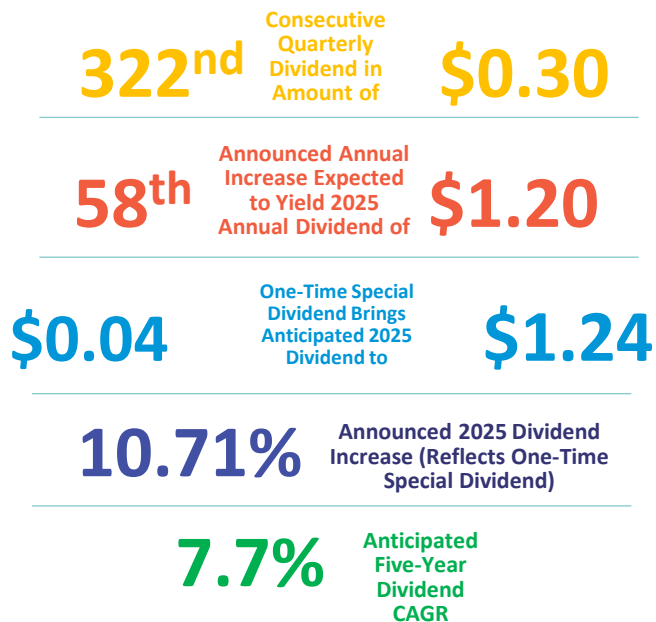 322nd
Consecutive
Quarterly
Dividend in
Amount of
$0.30
58th
Announced Annual
Increase Expected
to Yield 2025
Annual Dividend of
$1.20
$0.04
One-Time Special
Dividend Brings
Anticipated 2025
Dividend to
$1.24
10.71%
Announced 2025 Dividend
Increase (Reflects One-Time
Special Dividend)
7.7%
Anticipated
Five-Year
Dividend
CAGR